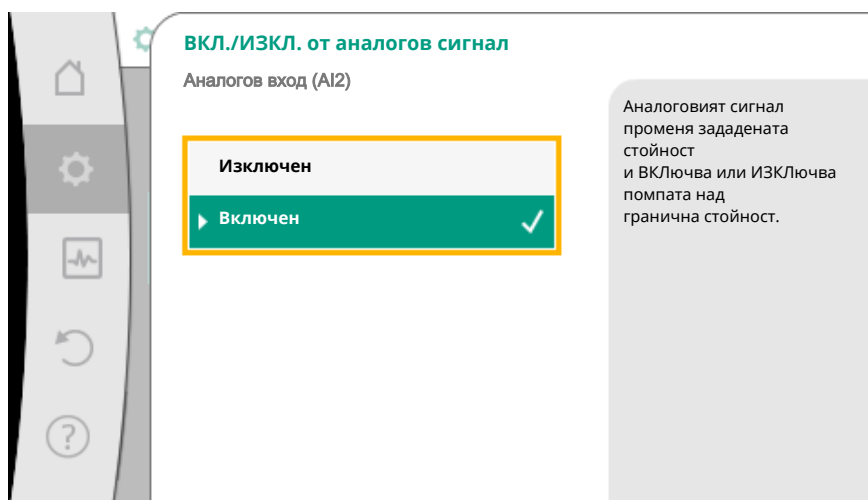 ВКЛ./ИЗКЛ. от аналогов сигнал
Аналогов вход (AI2)
Изключен
Включен
Аналоговият сигнал
променя зададената
стойност
и ВКЛючва или ИЗКЛючва
помпата над
гранична стойност.
?